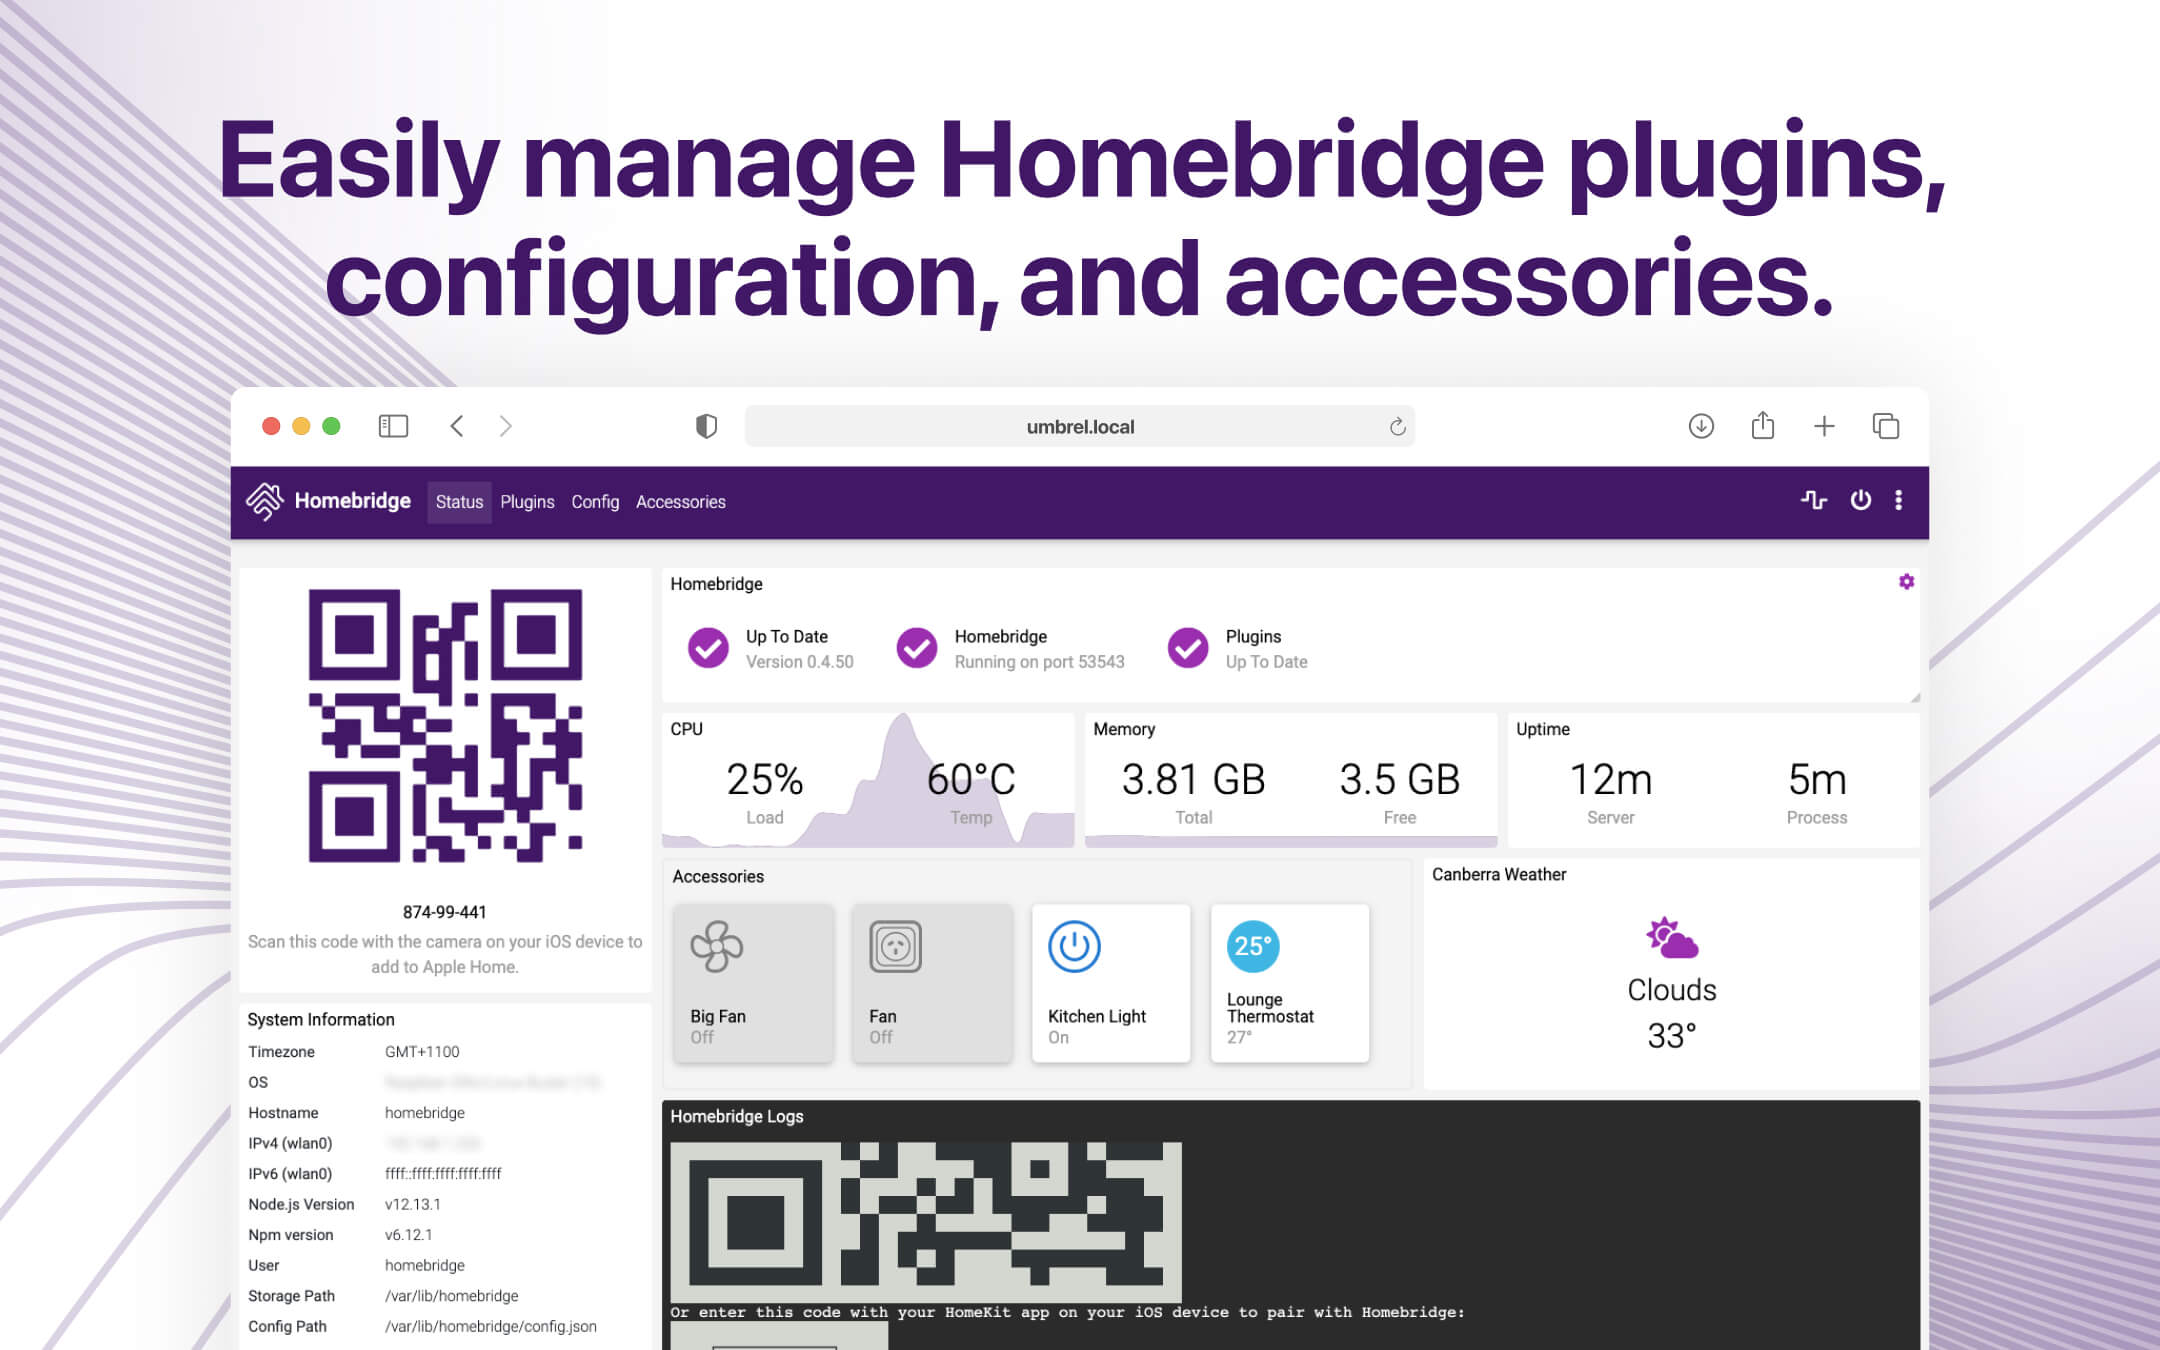 Easily manage Homebridge plugins,
configuration, and accessories.
umbrel.local
Homebridge Status Plugins Config Accessories
874-99-441
Scan this code with the camera on your iOS device to
add to Apple Home.
System Information
Timezone GMT+1100
OS
Hostname homebridge
IPv4 (wlan0)
IPv6 (wlan0) ffff::ffff:ffff:ffff:ffff
Node.js Version v12.13.1
Npm version v6.12.1
User homebridge
Storage Path /var/lib/homebridge
Config Path /var/lib/homebridge/config.json
Homebridge
Up To Date
Version 0.4.50
Homebridge
Running on port 53543
Plugins
Up To Date
CPU
25% 60°C
Load Temp
Memory
3.81 GB 3.5 GB
Total Free
Uptime
12m 5m
Server Process
Accessories
Big Fan
Off
Fan
Off
Kitchen Light
On
25°
Lounge
Thermostat
27°
Canberra Weather
Clouds
33°
Homebridge Logs
Or enter this code with your HomeKit app on your iOS device to pair with Homebridge: